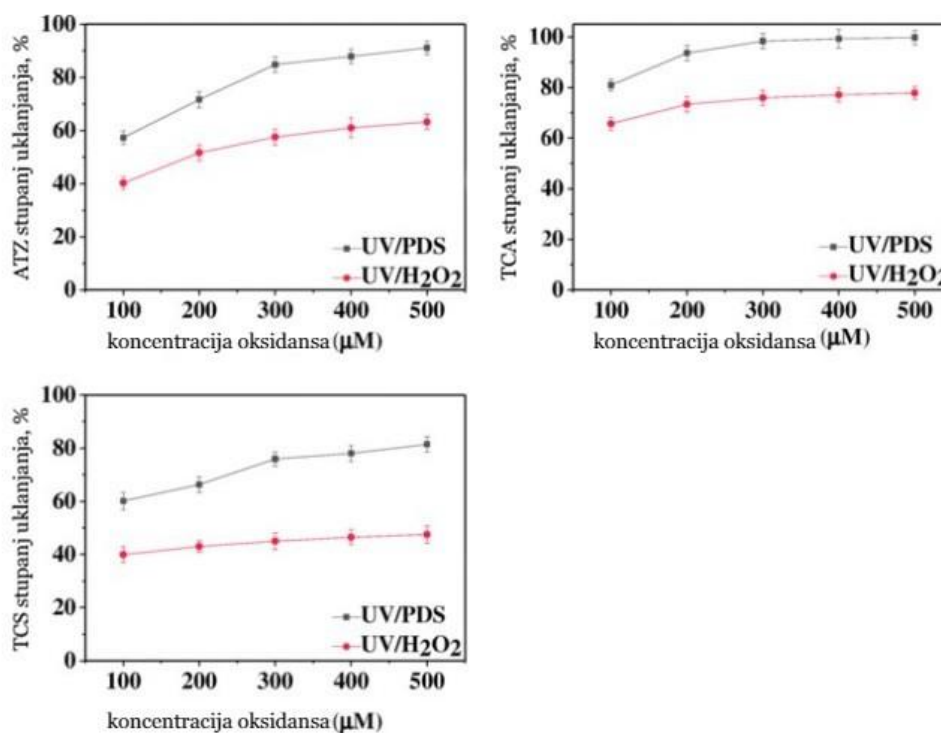 ATZ stupanj uklanjanja, %
100
80
60
40
20
0
UV/PDS
UV/H2O2
100 200 300 400 500
koncentracija oksidansa (μM)
TCA stupanj uklanjanja, %
100
80
60
40
20
0
UV/PDS
UV/H2O2
100 200 300 400 500
koncentracija oksidansa (μM)
TCS stupanj uklanjanja, %
100
80
60
40
20
0
UV/PDS
UV/H2O2
100 200 300 400 500
koncentracija oksidansa (μM)